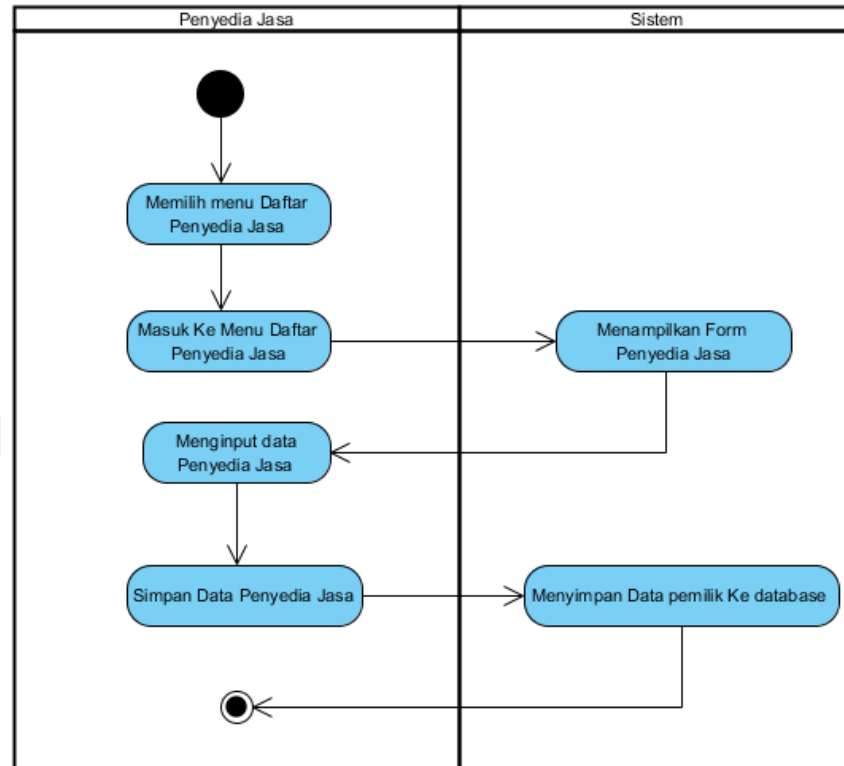 Penyedia Jasa
Sistem
Memilih menu Daftar
Penyedia Jasa
Masuk Ke Menu Daftar
Penyedia Jasa
Menampilkan Form
Penyedia Jasa
Menginput data
Penyedia Jasa
Simpan Data Penyedia Jasa
Menyimpan Data pemilik Ke database